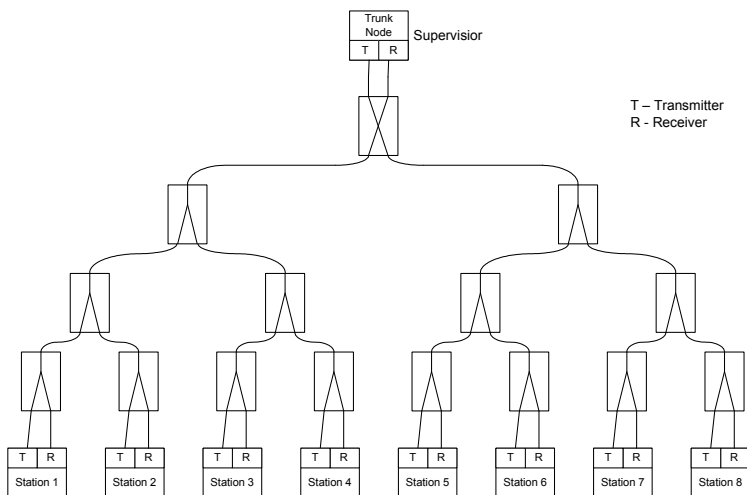 Trunk
Node
Supervisior
T R
T – Transmitter
R - Receiver
T R T R T R T R T R T R T R T R
Station 1 Station 2 Station 3 Station 4 Station 5 Station 6 Station 7 Station 8